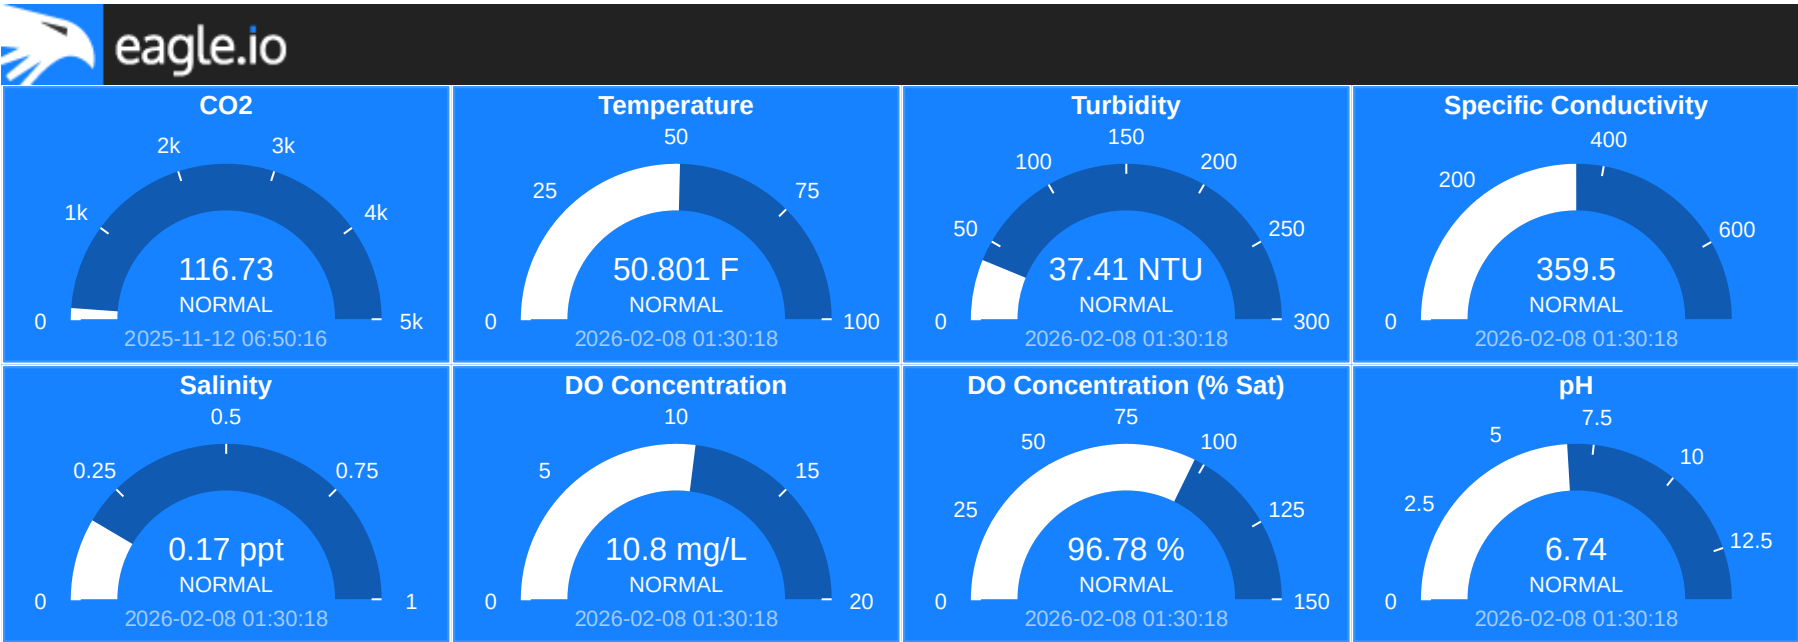 eagle.io
CO2
0
1k
2k
3k
4k
5k
116.73
NORMAL
2025-11-12 06:50:16
Temperature
0
25
50
75
100
50.801 F
NORMAL
2026-02-08 01:30:18
Turbidity
0
50
100
150
200
250
300
37.41 NTU
NORMAL
2026-02-08 01:30:18
Specific Conductivity
0
200
400
600
359.5
NORMAL
2026-02-08 01:30:18
Salinity
0
0.25
0.5
0.75
1
0.17 ppt
NORMAL
2026-02-08 01:30:18
DO Concentration
0
5
10
15
20
10.8 mg/L
NORMAL
2026-02-08 01:30:18
DO Concentration (% Sat)
0
25
50
75
100
125
150
96.78 %
NORMAL
2026-02-08 01:30:18
pH
0
2.5
5
7.5
10
12.5
6.74
NORMAL
2026-02-08 01:30:18